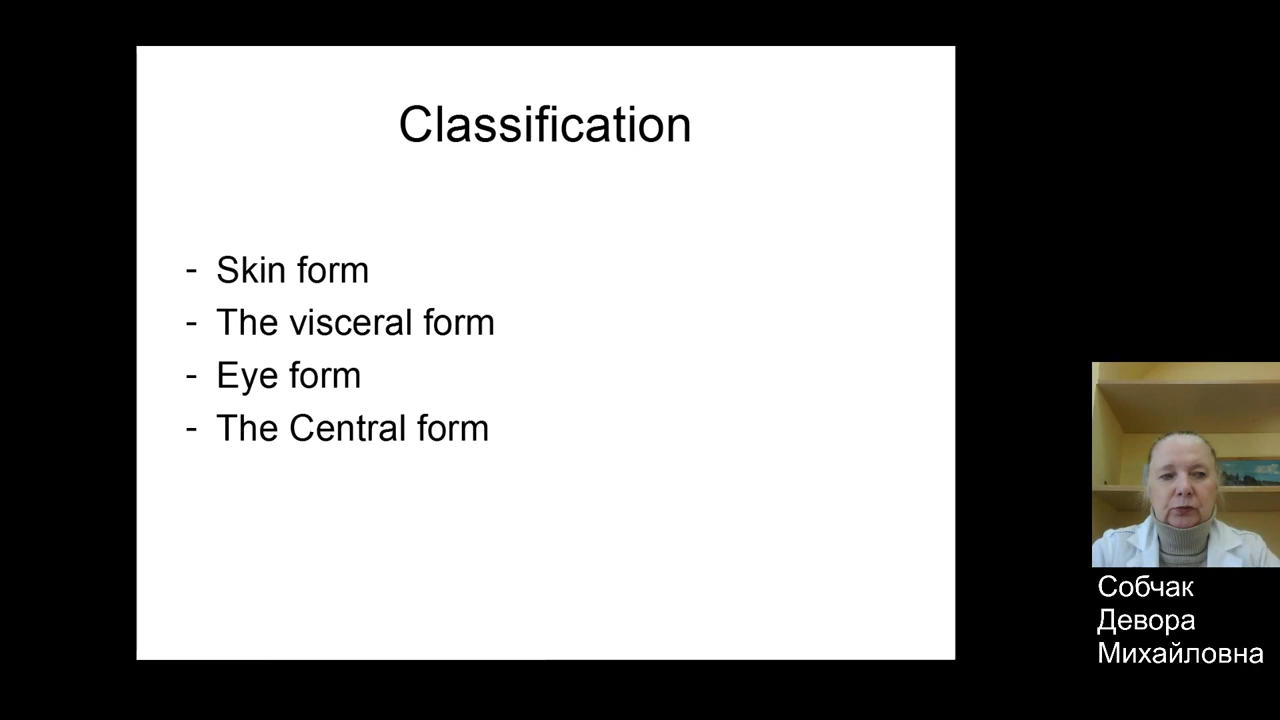 Classification
- Skin form
- The visceral form
- Eye form
- The Central form
Собчак
Девора
Михайловна